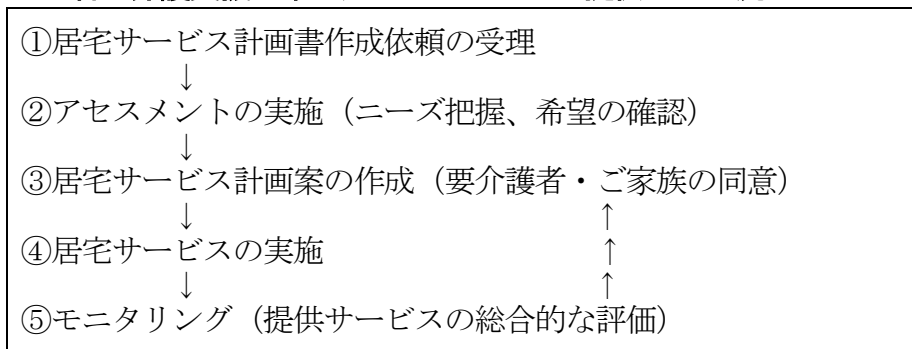 ①居宅サービス計画書作成依頼の受理
↓
②アセスメントの実施（ニーズ把握、希望の確認）
↓
③居宅サービス計画案の作成（要介護者・ご家族の同意）
↓ ↑
④居宅サービスの実施 ↑
↓ ↑
⑤モニタリング（提供サービスの総合的な評価）